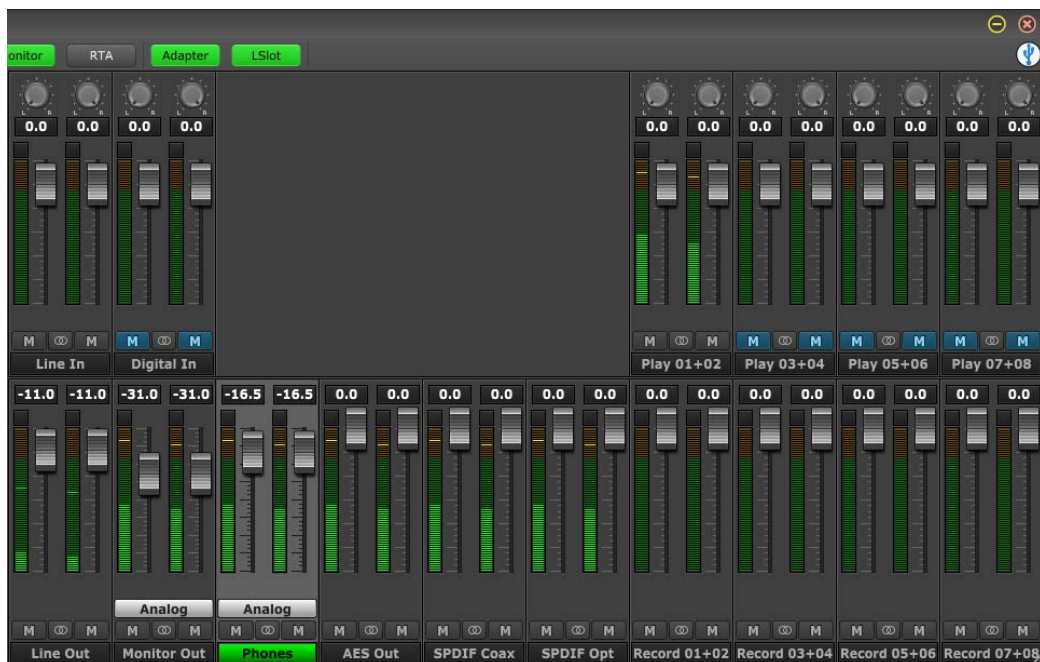 onitor RTA Adapter LSlot
L R L R L R L R L R L R L R L R L R L R L R L R
0.0 0.0 0.0 0.0 0.0 0.0 0.0 0.0 0.0 0.0 0.0 0.0
M M M M M M M M M M M M
Line In Digital In Play 01+02 Play 03+04 Play 05+06 Play 07+08
-11.0 -11.0 -31.0 -31.0 -16.5 -16.5 0.0 0.0 0.0 0.0 0.0 0.0 0.0 0.0 0.0 0.0 0.0 0.0 0.0 0.0
Analog Analog
M M M M M M M M M M M M M M M M M M M M
Line Out Monitor Out Phones AES Out SPDIF Coax SPDIF Opt Record 01+02 Record 03+04 Record 05+06 Record 07+08